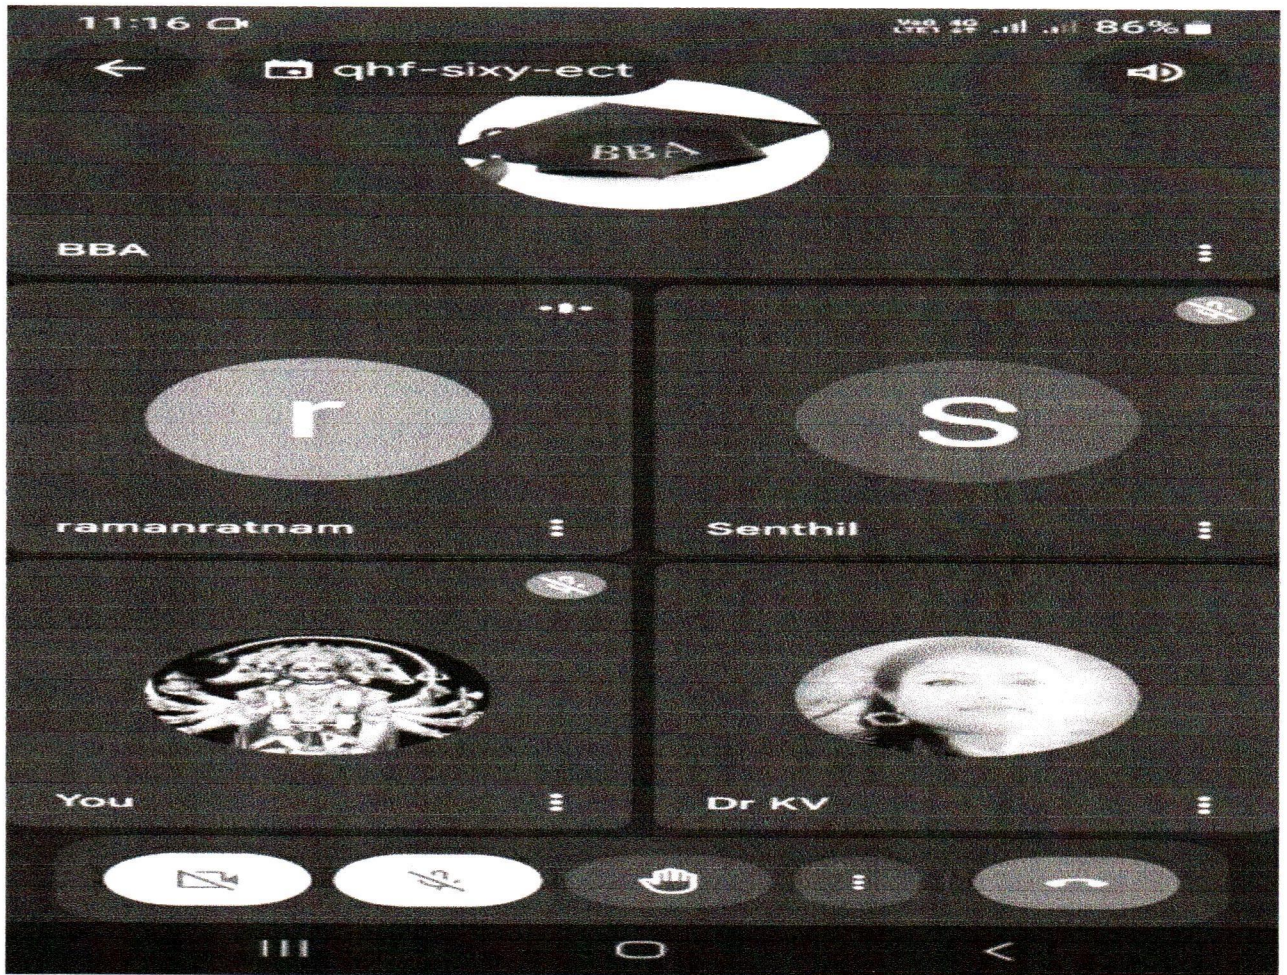 11:16 86%
qhf-sixy-ect
BBA
BBA
r S
ramanratnam Senthil
You Dr KV